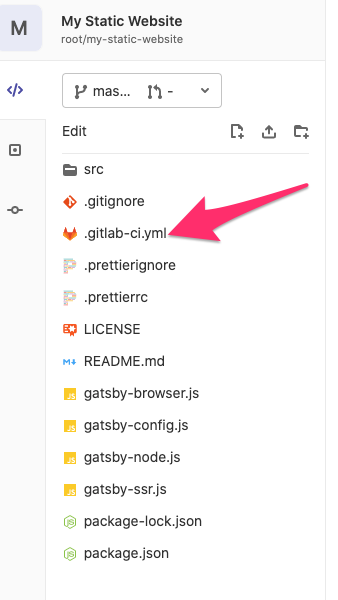 M
My Static Website
root/my-static-website
mas... -
Edit
src
.gitignore
.gitlab-ci.yml
.prettierignore
.prettierrc
LICENSE
README.md
gatsby-browser.js
gatsby-config.js
gatsby-node.js
gatsby-ssr.js
package-lock.json
package.json